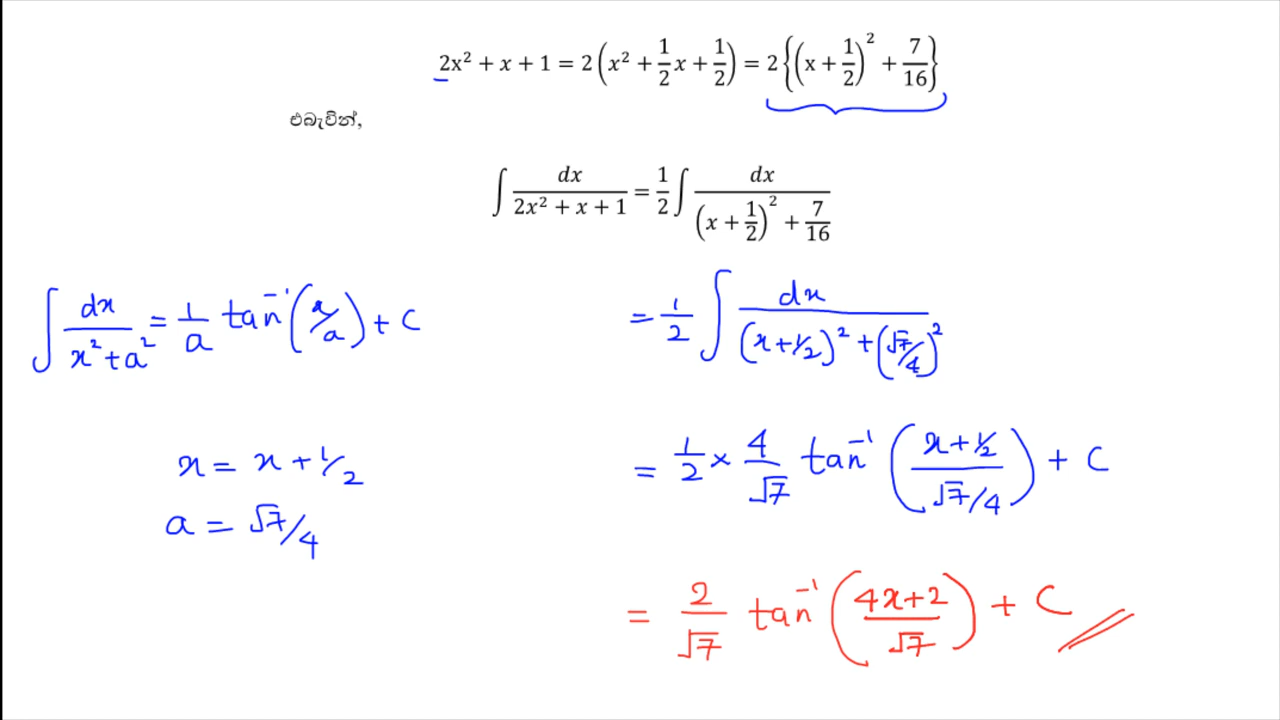 2x² + x + 1 = 2(x² + 1/2 x + 1/2) = 2{(x + 1/2)² + 7/16}
එබැවින්,
∫ dx/(2x² + x + 1) = 1/2 ∫ dx/((x + 1/2)² + 7/16)
∫ dx/(x² + a²) = 1/a tan⁻¹(x/a) + C
= 1/2 ∫ dx/((x + 1/2)² + (√7/4)²)
x = x + 1/2
= 1/2 × 4/√7 tan⁻¹((x + 1/2)/(√7/4)) + C
a = √7/4
= 2/√7 tan⁻¹((4x + 2)/√7) + C